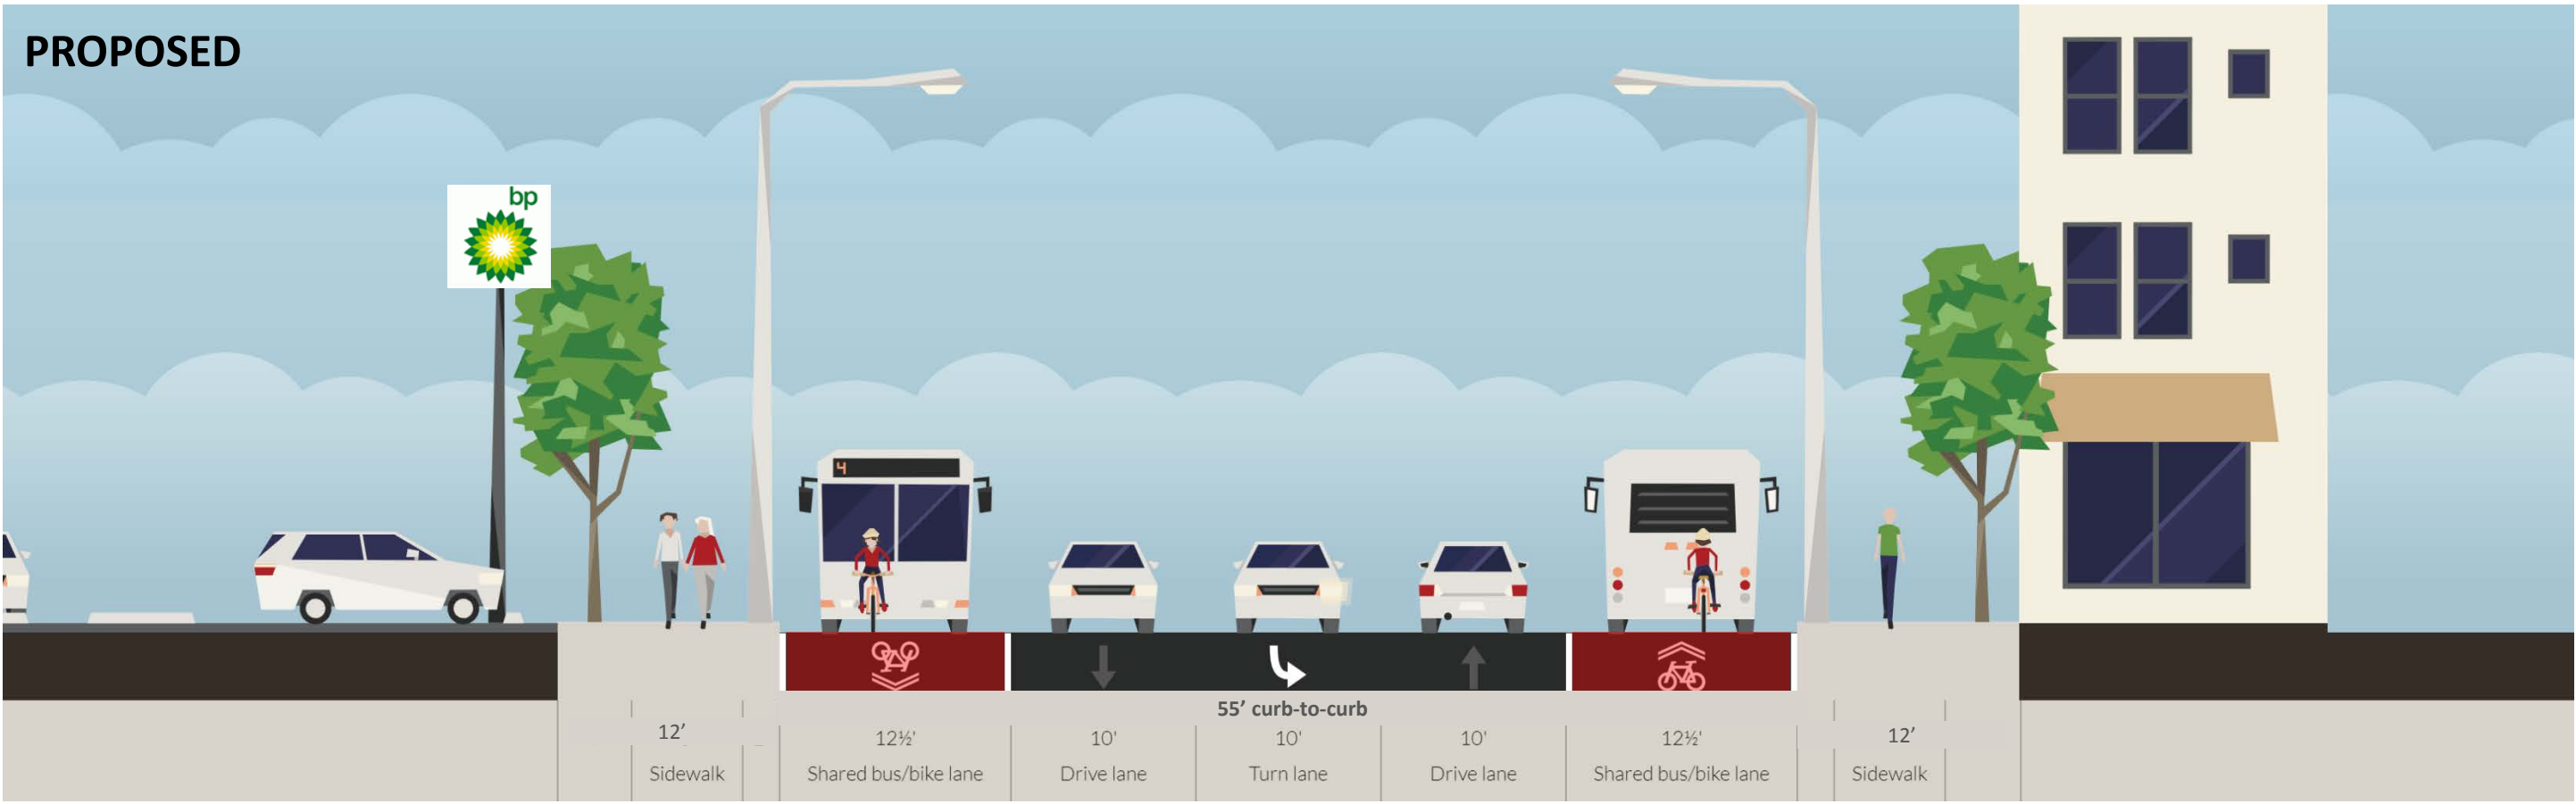 PROPOSED
bp
4
55’ curb-to-curb
12’
12½'
10'
10'
10'
12½'
12’
Sidewalk
Shared bus/bike lane
Drive lane
Turn lane
Drive lane
Shared bus/bike lane
Sidewalk